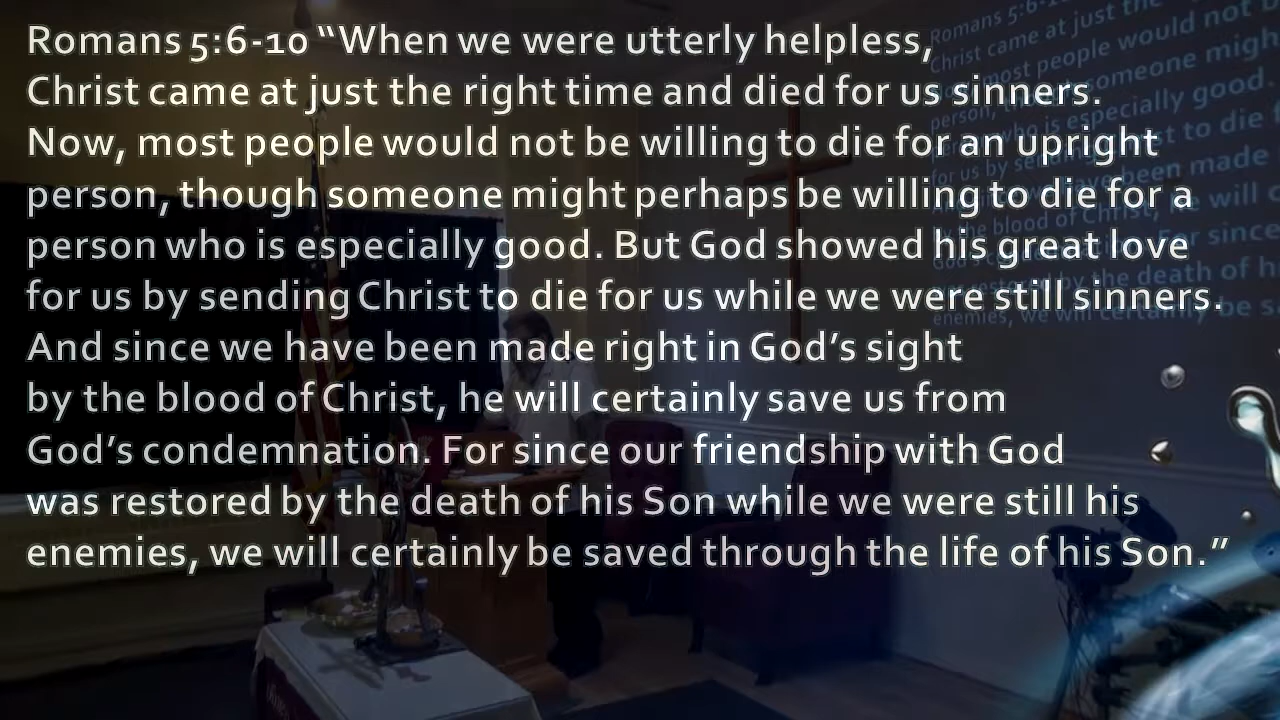 Romans 5:6-10 “When we were utterly helpless,
Christ came at just the right time and died for us sinners.
Now, most people would not be willing to die for an upright
person, though someone might perhaps be willing to die for a
person who is especially good. But God showed his great love
for us by sending Christ to die for us while we were still sinners.
And since we have been made right in God’s sight
by the blood of Christ, he will certainly save us from
God’s condemnation. For since our friendship with God
was restored by the death of his Son while we were still his
enemies, we will certainly be saved through the life of his Son.”